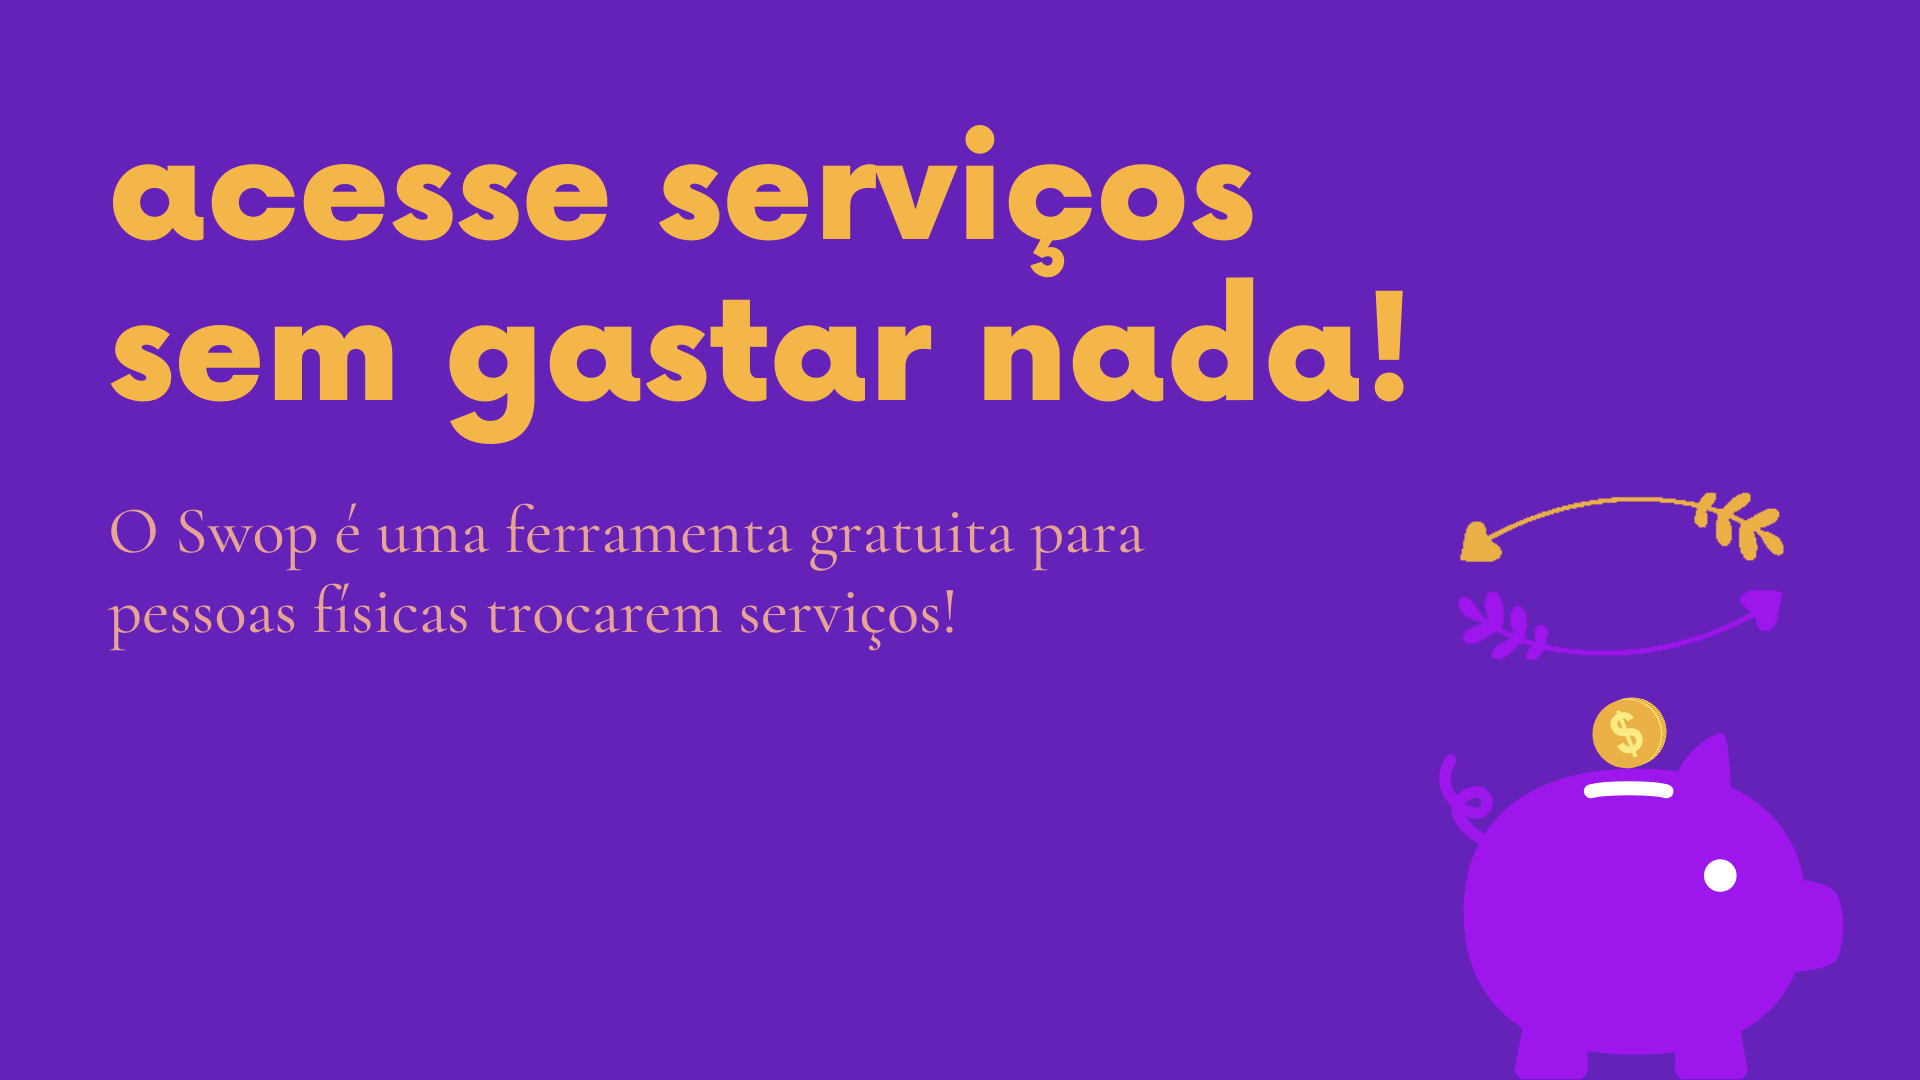 acesse serviços
sem gastar nada!
O Swop é uma ferramenta gratuita para
pessoas físicas trocarem serviços!
$